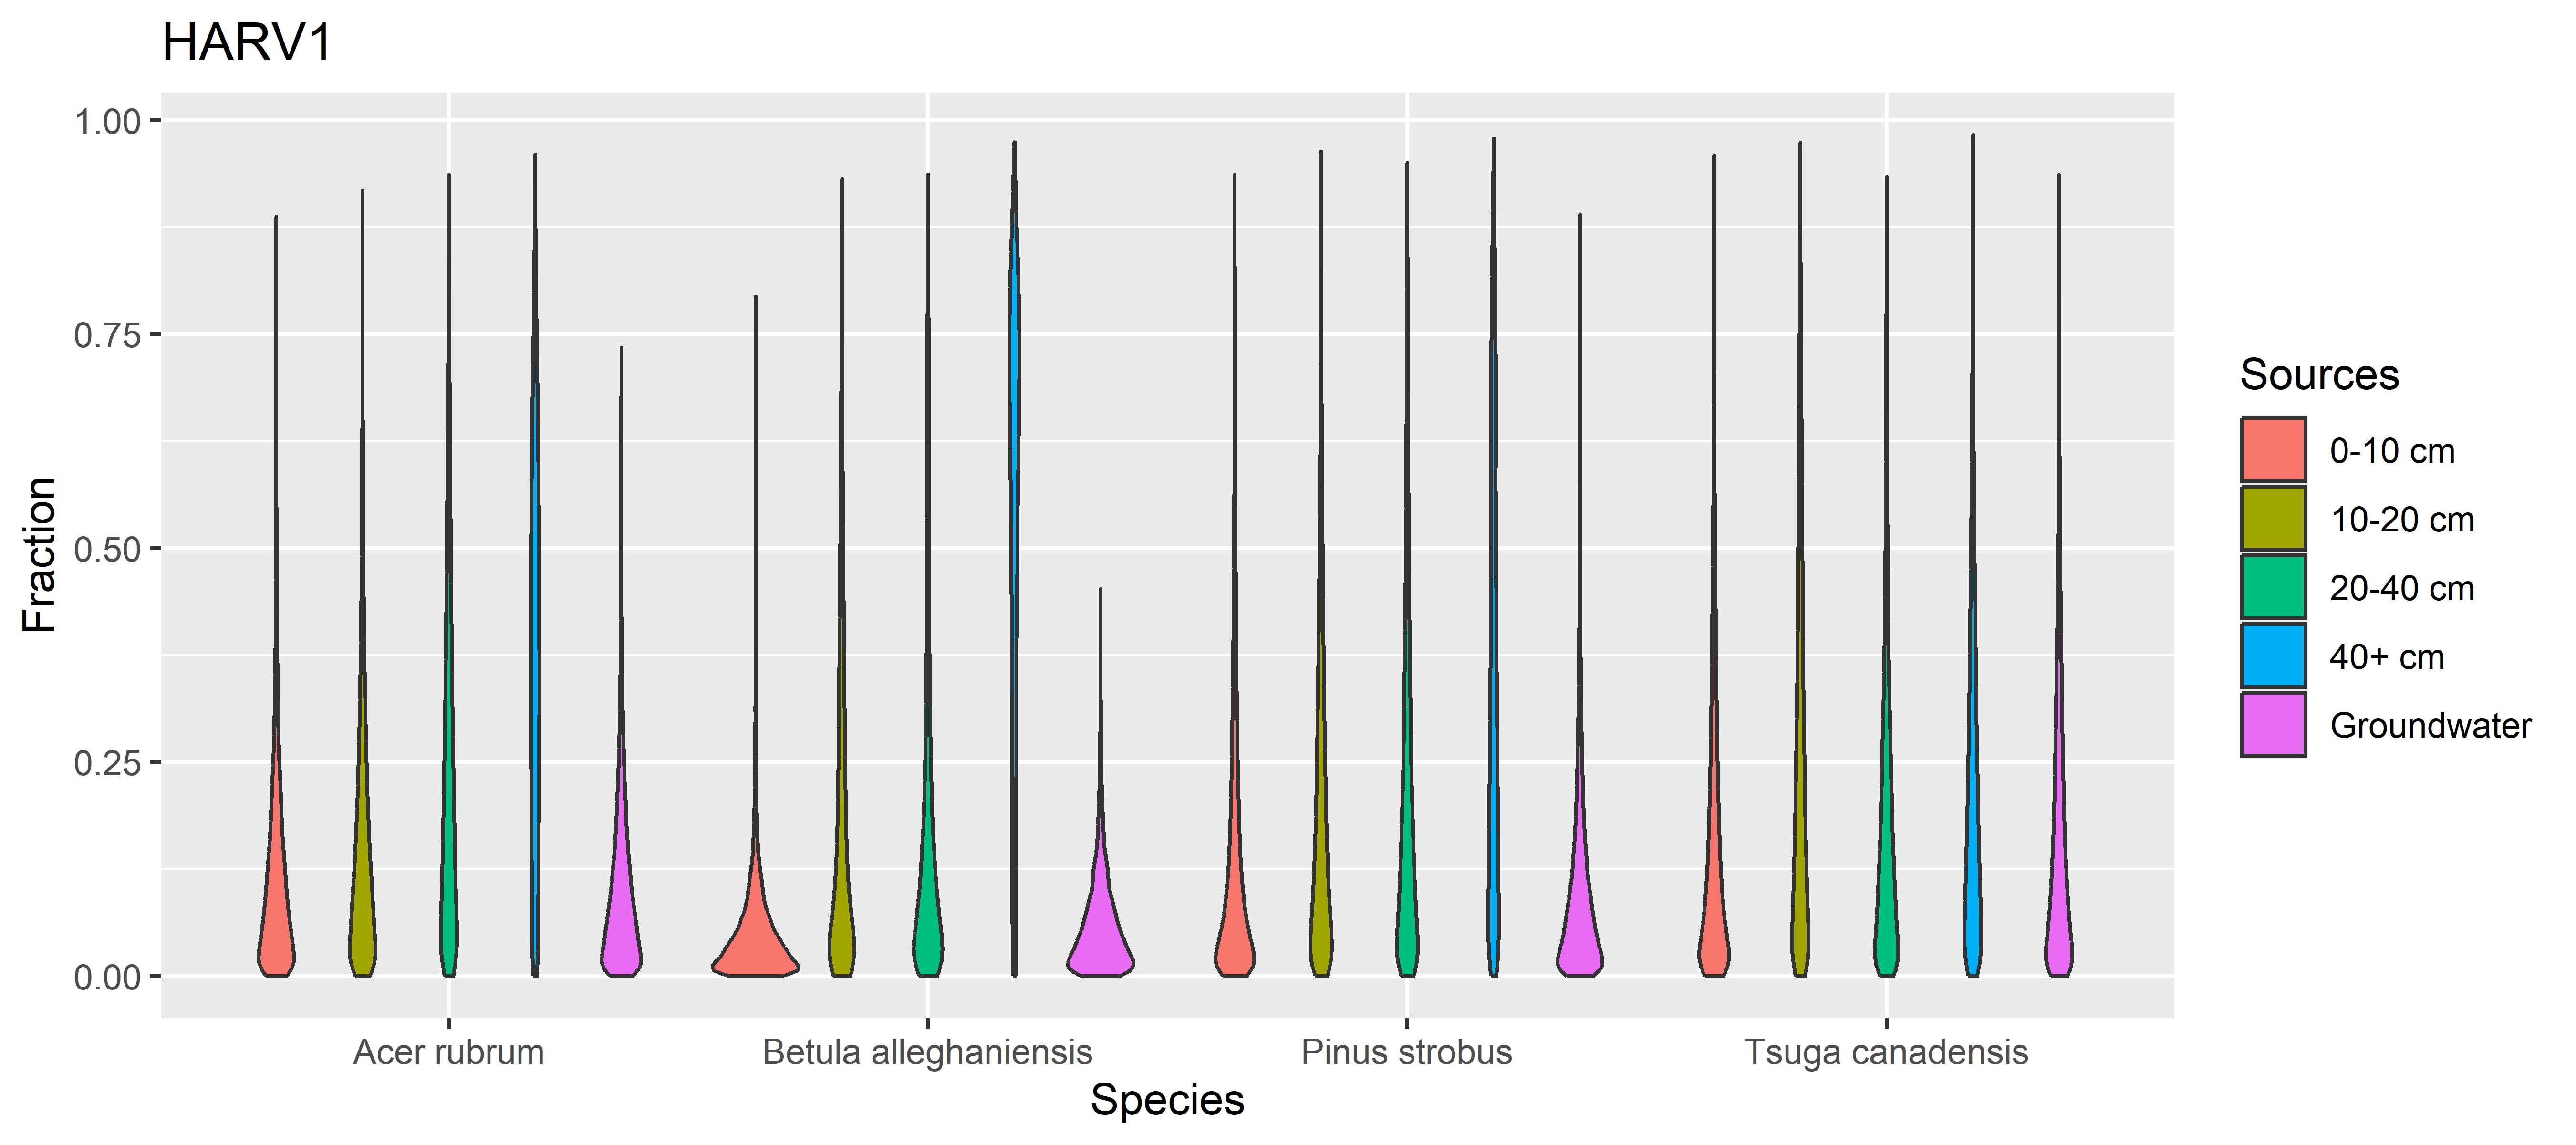 HARV1
1.00
0.75
0.50
0.25
0.00
Fraction
Acer rubrum
Betula alleghaniensis
Pinus strobus
Tsuga canadensis
Species
Sources
0-10 cm
10-20 cm
20-40 cm
40+ cm
Groundwater